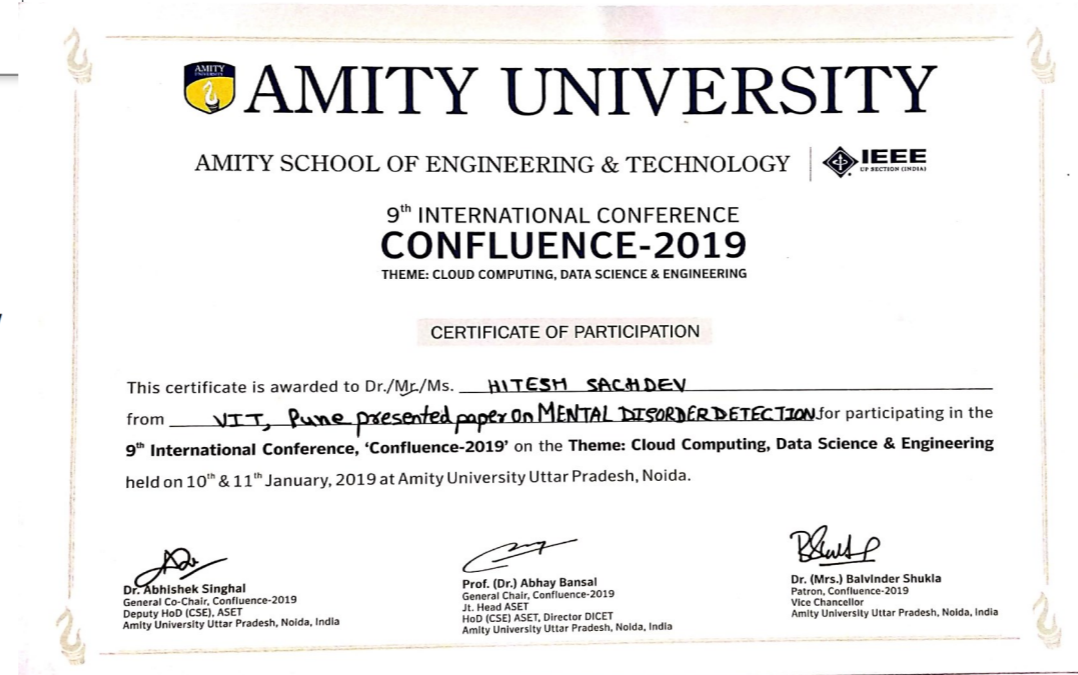 AMITY UNIVERSITY
AMITY UNIVERSITY
AMITY SCHOOL OF ENGINEERING & TECHNOLOGY
IEEE
UP SECTION (INDIA)
9th INTERNATIONAL CONFERENCE
CONFLUENCE-2019
THEME: CLOUD COMPUTING, DATA SCIENCE & ENGINEERING
CERTIFICATE OF PARTICIPATION
This certificate is awarded to Dr./Mr./Ms. HITESH SACHDEV
from VIT, Pune presented paper on MENTAL DISORDER DETECTION for participating in the
9th International Conference, 'Confluence-2019' on the Theme: Cloud Computing, Data Science & Engineering
held on 10th & 11th January, 2019 at Amity University Uttar Pradesh, Noida.
Dr. Abhishek Singhal
General Co-Chair, Confluence-2019
Deputy HoD (CSE), ASET
Amity University Uttar Pradesh, Noida, India
Prof. (Dr.) Abhay Bansal
General Chair, Confluence-2019
Jt. Head ASET
HoD (CSE) ASET, Director DICET
Amity University Uttar Pradesh, Noida, India
Dr. (Mrs.) Balvinder Shukla
Patron, Confluence-2019
Vice Chancellor
Amity University Uttar Pradesh, Noida, India